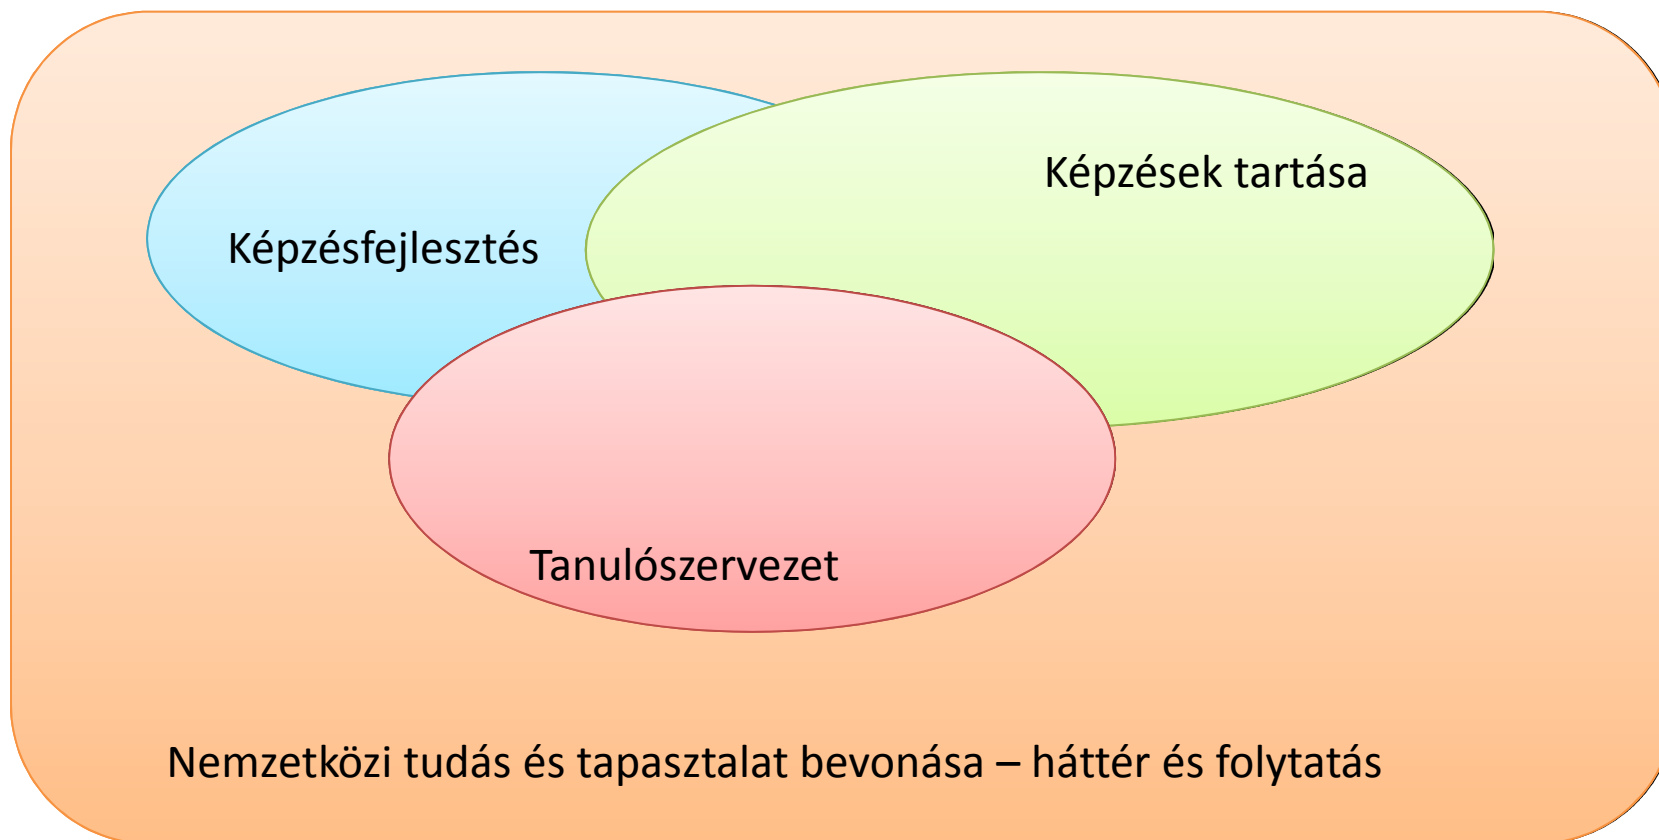 Képzések tartása
Képzésfejlesztés
Tanulószervezet
Nemzetközi tudás és tapasztalat bevonása – háttér és folytatás